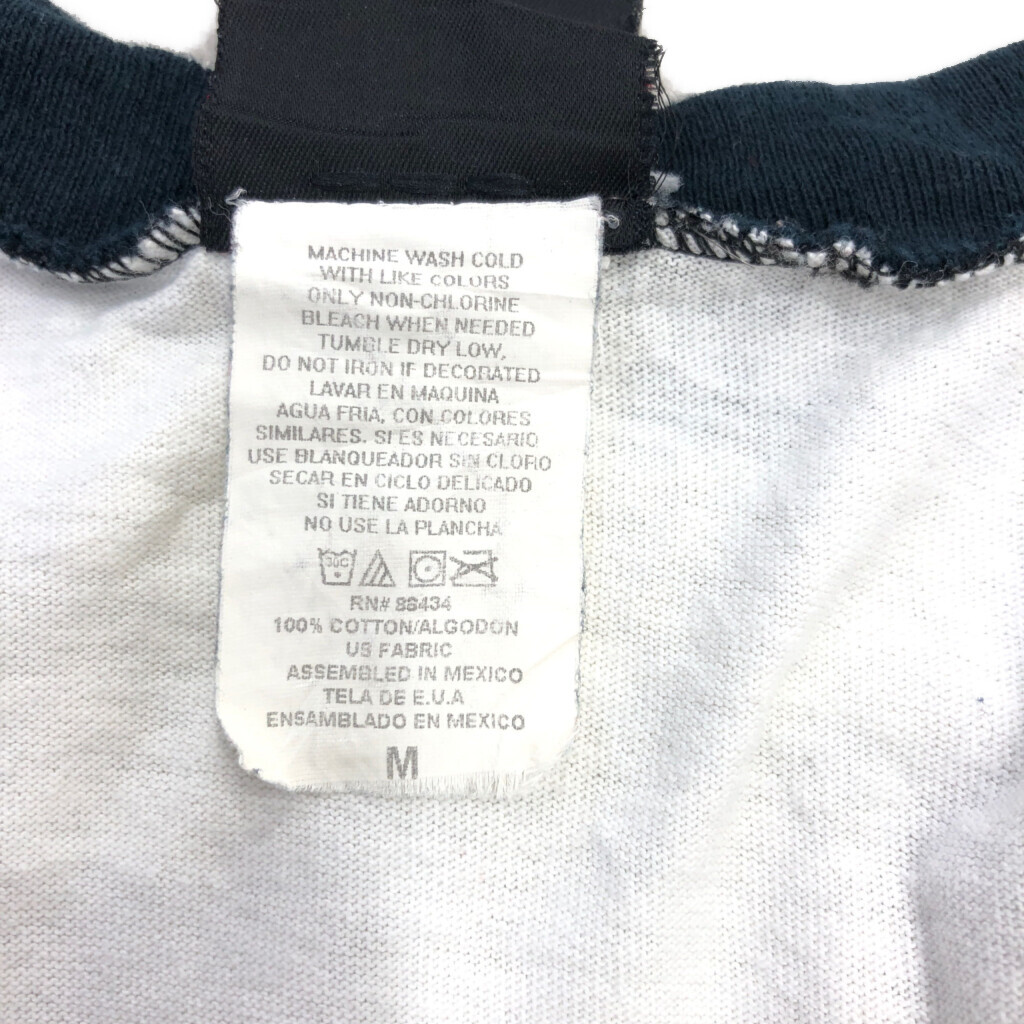 MACHINE WASH COLD
WITH LIKE COLORS
ONLY NON-CHLORINE
BLEACH WHEN NEEDED
TUMBLE DRY LOW,
DO NOT IRON IF DECORATED
LAVAR EN MAQUINA
AGUA FRIA, CON COLORES
SIMILARES. SI ES NECESARIO
USE BLANQUEADOR SIN CLORO
SECAR EN CICLO DELICADO
SI TIENE ADORNO
NO USE LA PLANCHA
30C
RN# 86434
100% COTTON/ALGODON
US FABRIC
ASSEMBLED IN MEXICO
TELA DE E.U.A
ENSAMBLADO EN MEXICO
M